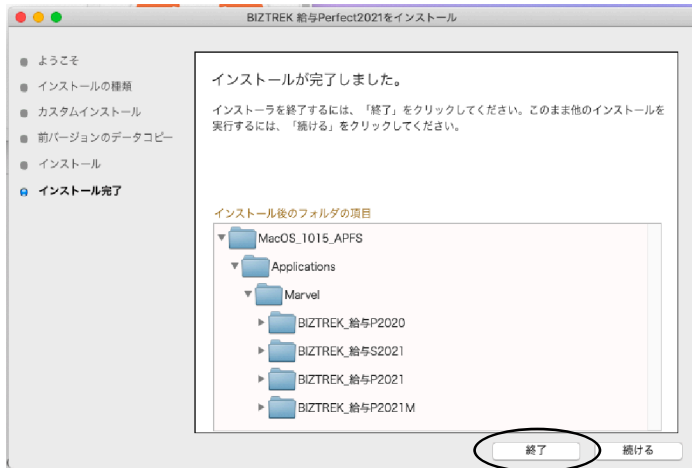 BIZTREK 給与Perfect2021をインストール
ようこそ
インストールの種類
カスタムインストール
前バージョンのデータコピー
インストール
インストール完了
インストールが完了しました。
インストーラを終了するには、「終了」をクリックしてください。このまま他のインストールを
実行するには、「続ける」をクリックしてください。
インストール後のフォルダの項目
MacOS_1015_APFS
Applications
Marvel
BIZTREK_給与P2020
BIZTREK_給与S2021
BIZTREK_給与P2021
BIZTREK_給与P2021M
終了
続ける